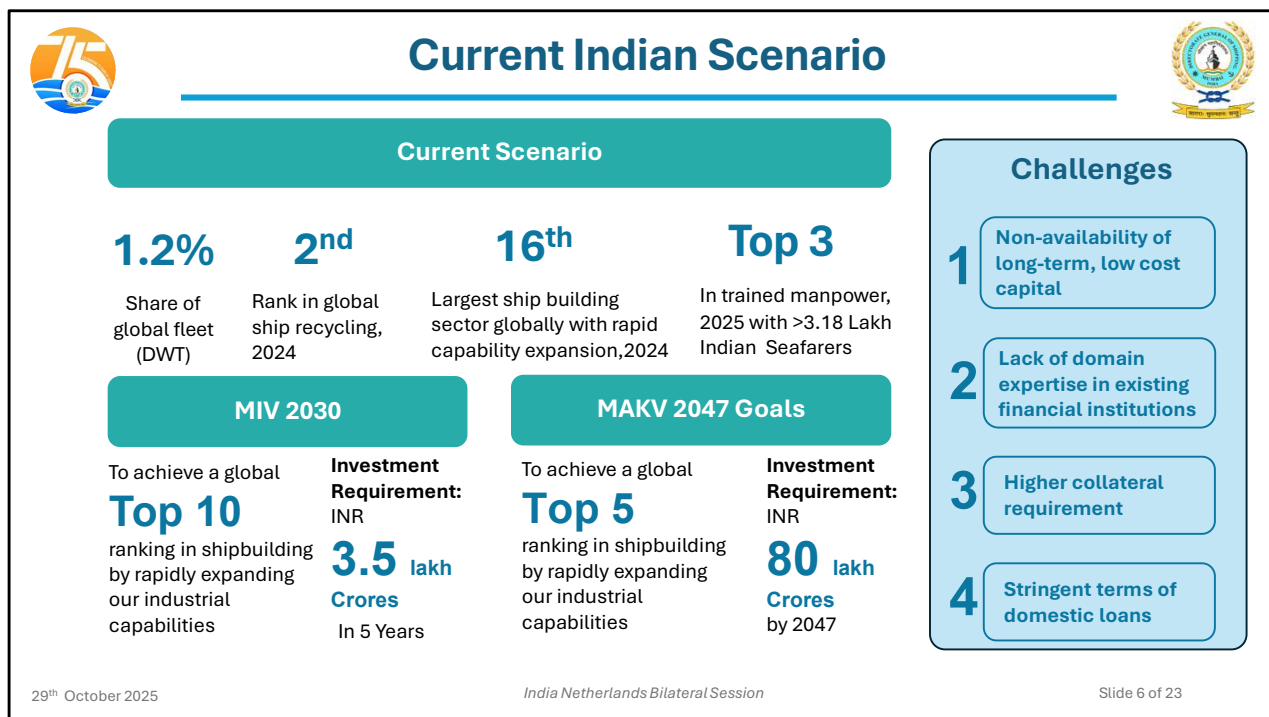 75
Current Indian Scenario
DIRECTORATE GENERAL OF SHIPPING
MUMBAI
INDIA
Current Scenario
1.2%
Share of
global fleet
(DWT)
2nd
Rank in global
ship recycling,
2024
16th
Largest ship building
sector globally with rapid
capability expansion,2024
Top 3
In trained manpower,
2025 with >3.18 Lakh
Indian Seafarers
MIV 2030
To achieve a global
Top 10
ranking in shipbuilding
by rapidly expanding
our industrial
capabilities
Investment
Requirement:
INR
3.5 lakh
Crores
In 5 Years
MAKV 2047 Goals
To achieve a global
Top 5
ranking in shipbuilding
by rapidly expanding
our industrial
capabilities
Investment
Requirement:
INR
80 lakh
Crores
by 2047
Challenges
1
Non-availability of
long-term, low cost
capital
2
Lack of domain
expertise in existing
financial institutions
3
Higher collateral
requirement
4
Stringent terms of
domestic loans
29th October 2025
India Netherlands Bilateral Session
Slide 6 of 23